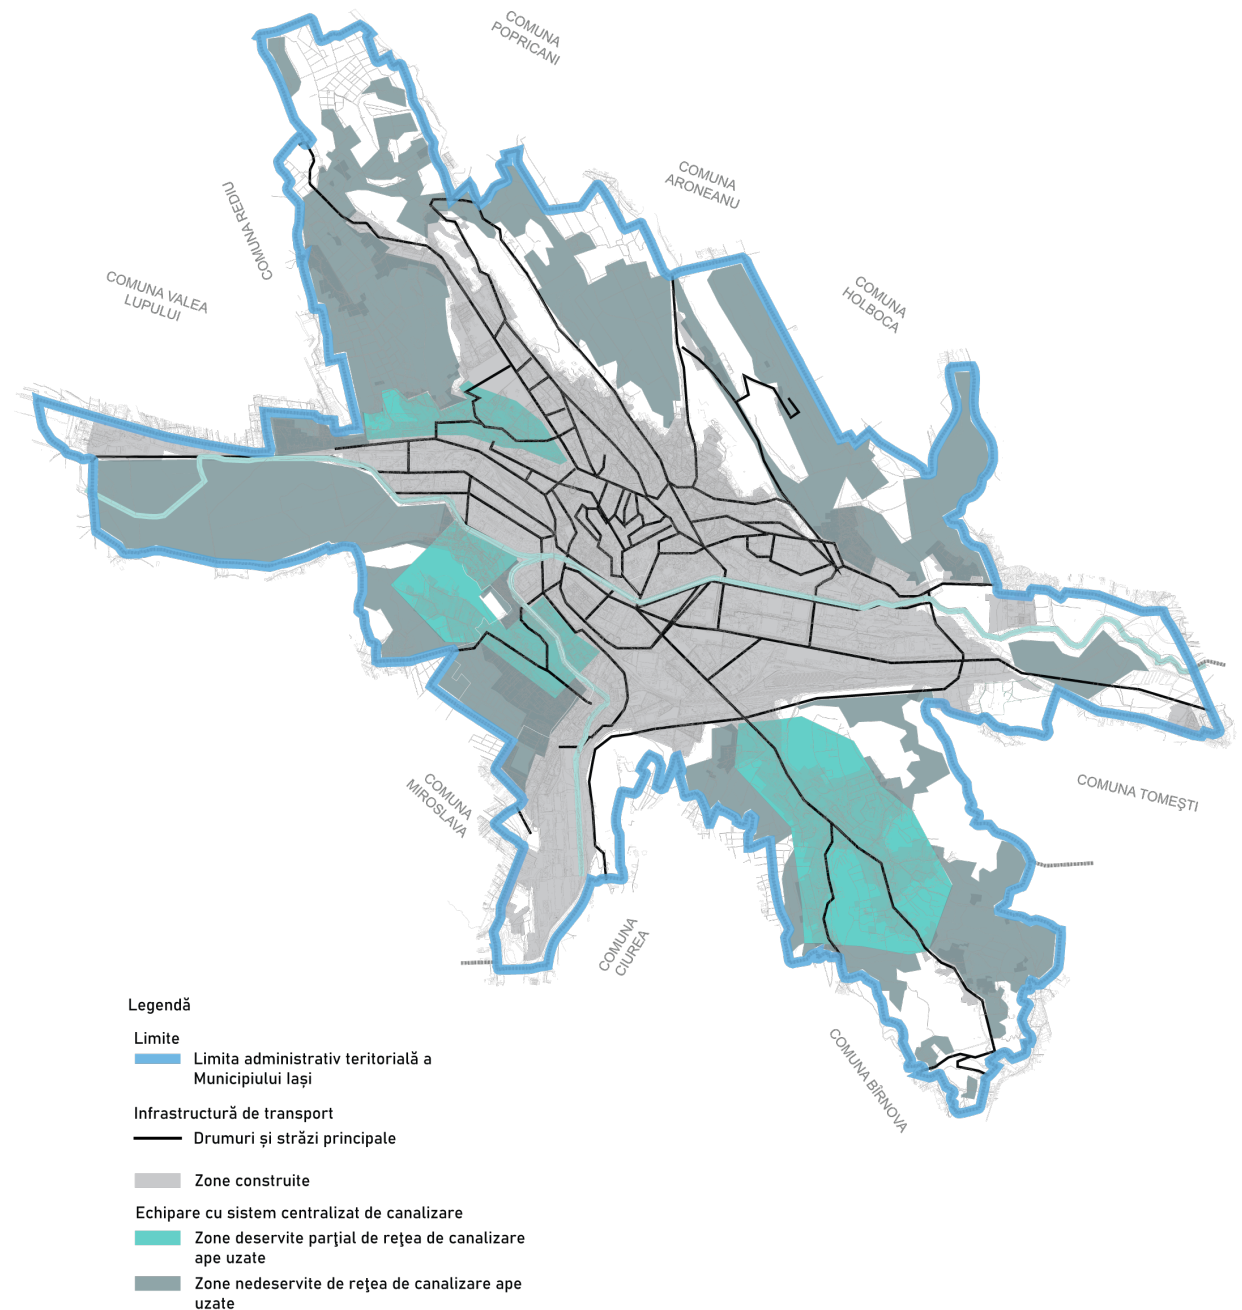 COMUNA
POPRICANI
COMUNA
ARONEANU
COMUNA REDIU
COMUNA VALEA
LUPULUI
COMUNA
HOLBOCA
COMUNA
MIROSLAVA
COMUNA TOMEŞTI
COMUNA
CIUREA
COMUNA BÎRNOVA
Legendă
Limite
Limita administrativ teritorială a
Municipiului Iași
Infrastructură de transport
Drumuri și străzi principale
Zone construite
Echipare cu sistem centralizat de canalizare
Zone deservite parţial de reţea de canalizare
ape uzate
Zone nedeservite de reţea de canalizare ape
uzate